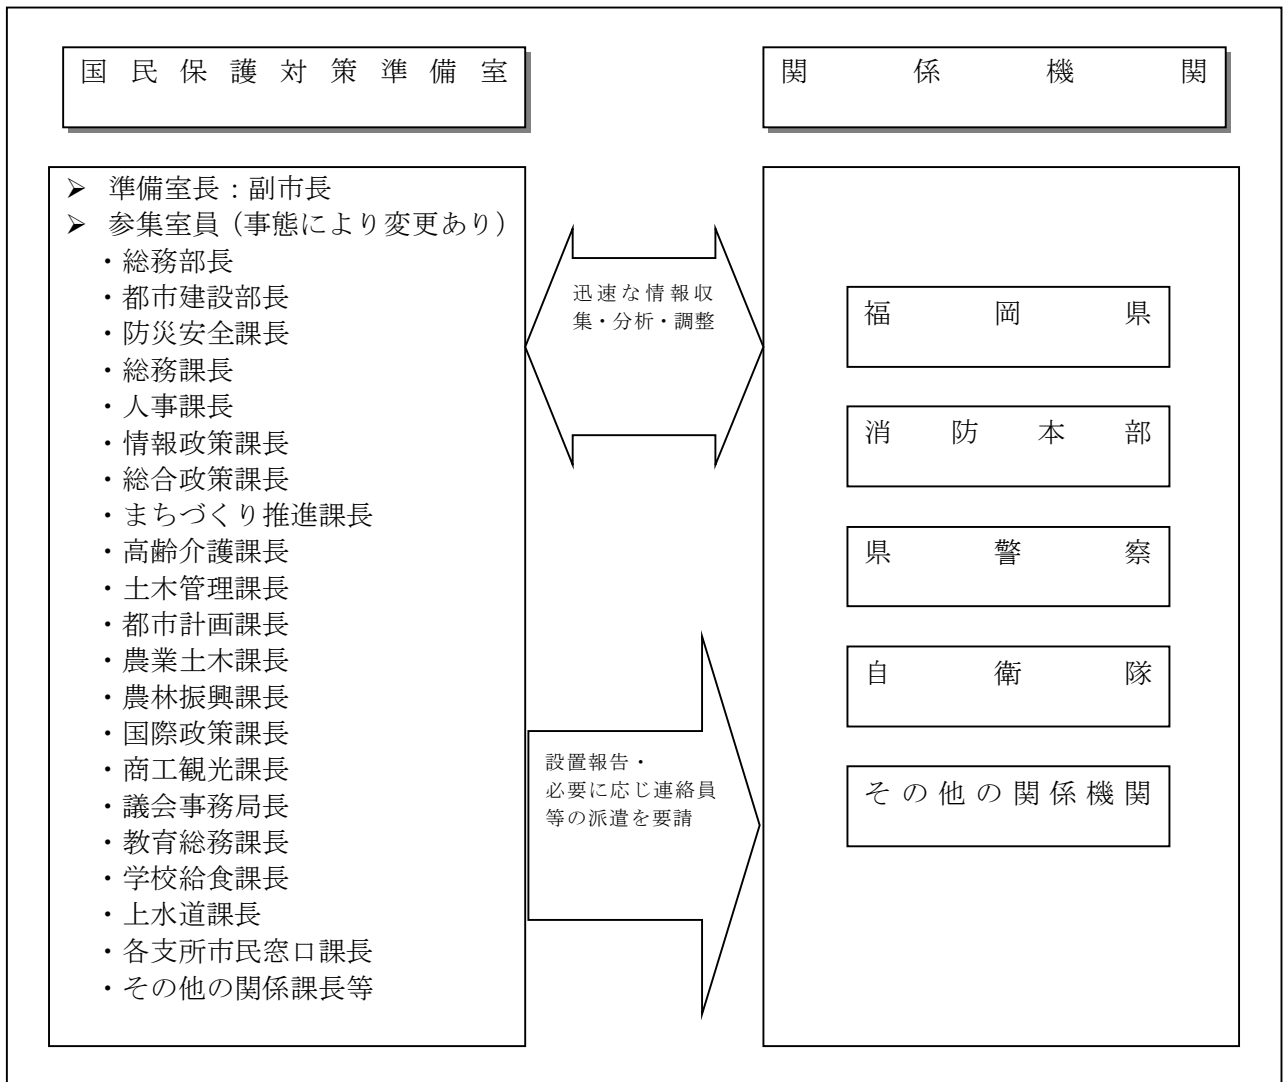 国民保護対策準備室
関係機関
➢ 準備室長：副市長
➢ 参集室員（事態により変更あり）
・総務部長
・都市建設部長
・防災安全課長
・総務課長
・人事課長
・情報政策課長
・総合政策課長
・まちづくり推進課長
・高齢介護課長
・土木管理課長
・都市計画課長
・農業土木課長
・農林振興課長
・国際政策課長
・商工観光課長
・議会事務局長
・教育総務課長
・学校給食課長
・上水道課長
・各支所市民窓口課長
・その他の関係課長等
迅速な情報収
集・分析・調整
設置報告・
必要に応じ連絡員
等の派遣を要請
福岡県
消防本部
県警察
自衛隊
その他の関係機関